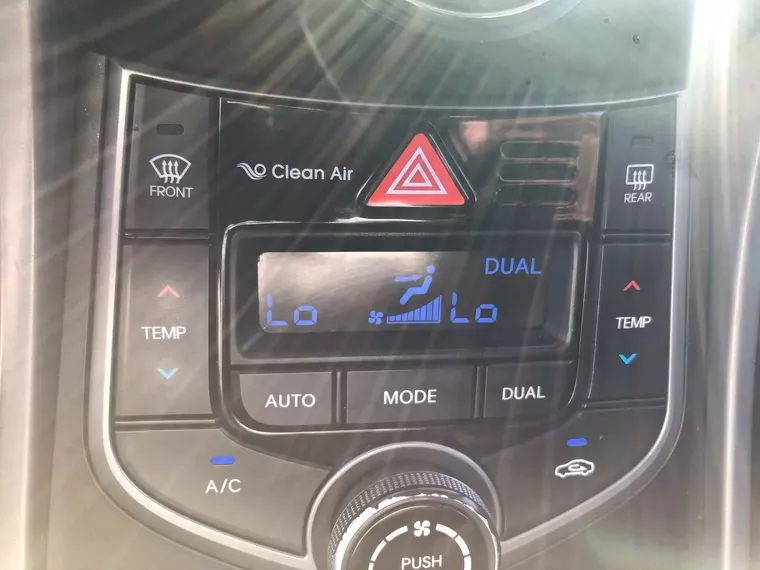 FRONT
Clean Air
REAR
DUAL
Lo
Lo
TEMP
TEMP
AUTO
MODE
DUAL
A/C
PUSH